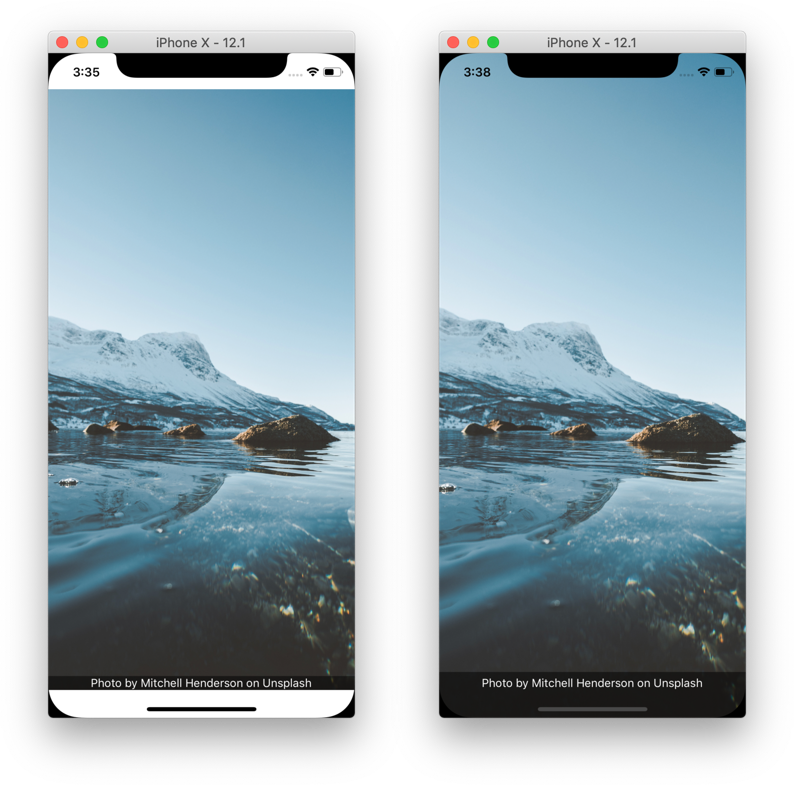 iPhone X - 12.1
3:35
Photo by Mitchell Henderson on Unsplash
iPhone X - 12.1
3:38
Photo by Mitchell Henderson on Unsplash